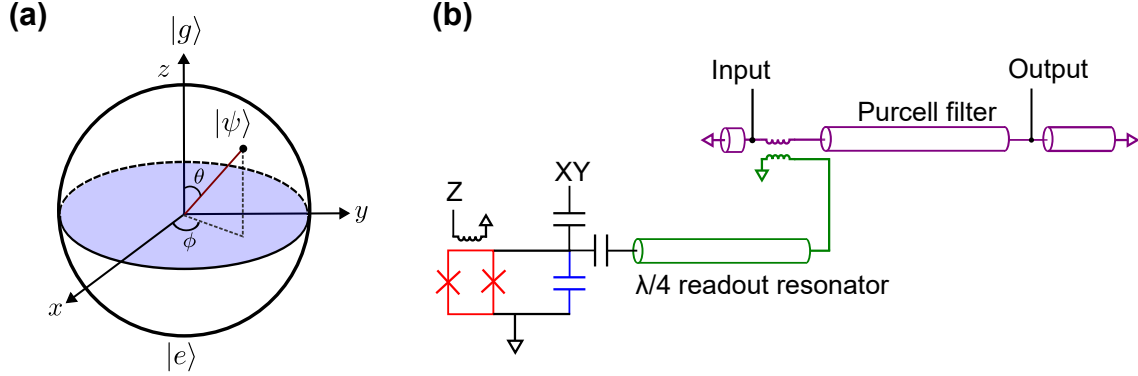 (a)
|g⟩
z
|ψ⟩
θ
y
ϕ
x
|e⟩
(b)
Input
Output
Purcell filter
XY
Z
λ/4 readout resonator